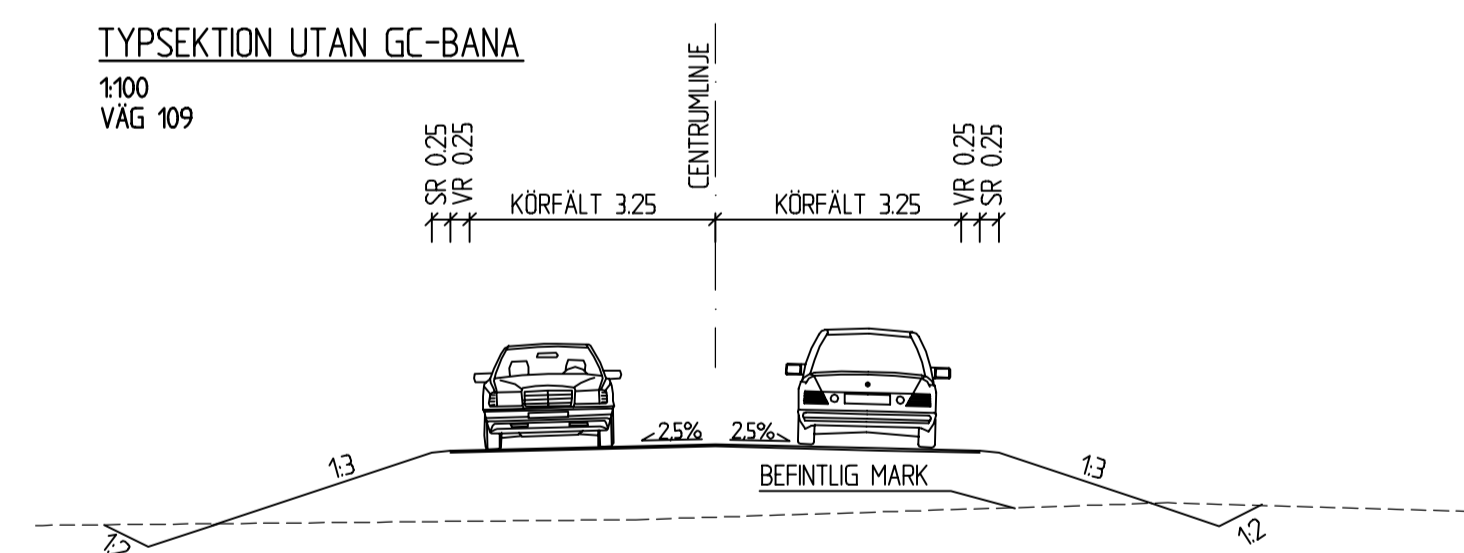 TYPSEKTION UTAN GC-BANA
1:100
VÄG 109
SR 0.25
VR 0.25
KÖRFÄLT 3.25
CENTRUMLINJE
KÖRFÄLT 3.25
VR 0.25
SR 0.25
2,5%
2,5%
1:3
BEFINTLIG MARK
1:3
1:2